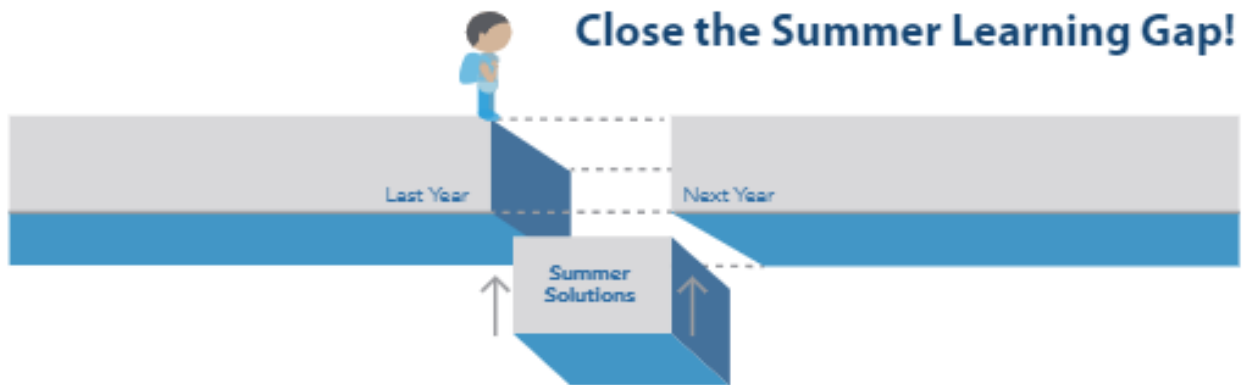 Close the Summer Learning Gap!
Last Year
Next Year
Summer
Solutions